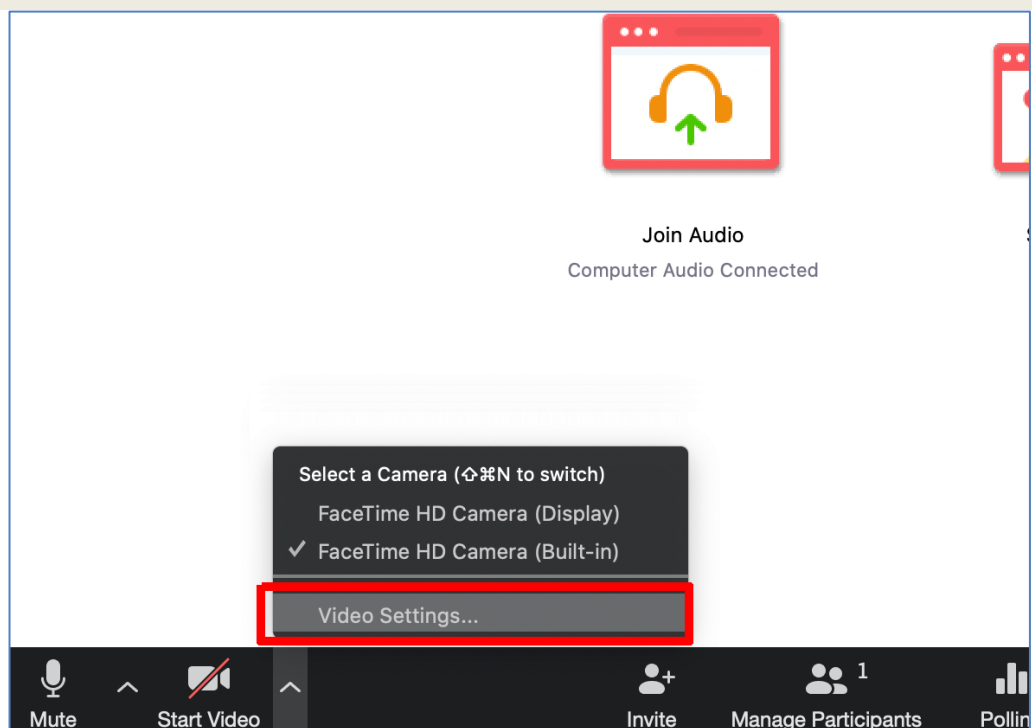 Join Audio
Computer Audio Connected
Select a Camera (⇧⌘N to switch)
FaceTime HD Camera (Display)
✓ FaceTime HD Camera (Built-in)
Video Settings...
1
Mute
Start Video
Invite
Manage Participants
Pollin